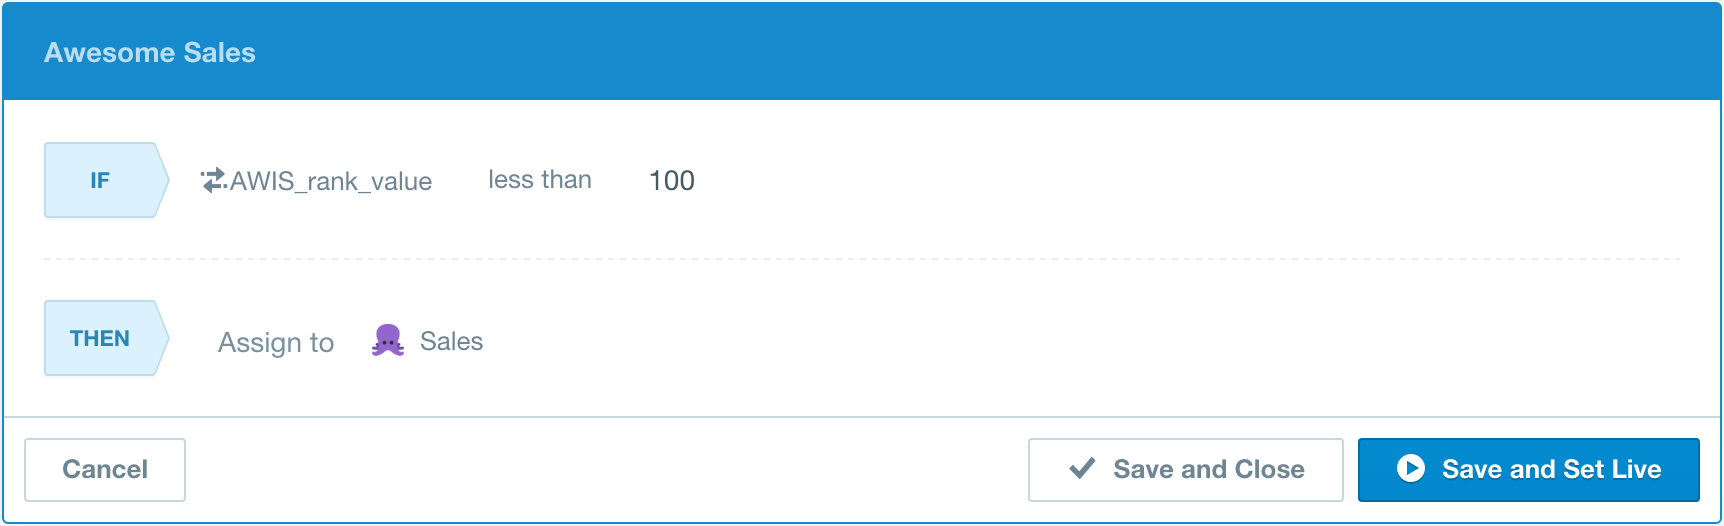 Awesome Sales
IF AWIS_rank_value less than 100
THEN Assign to Sales
Cancel Save and Close Save and Set Live